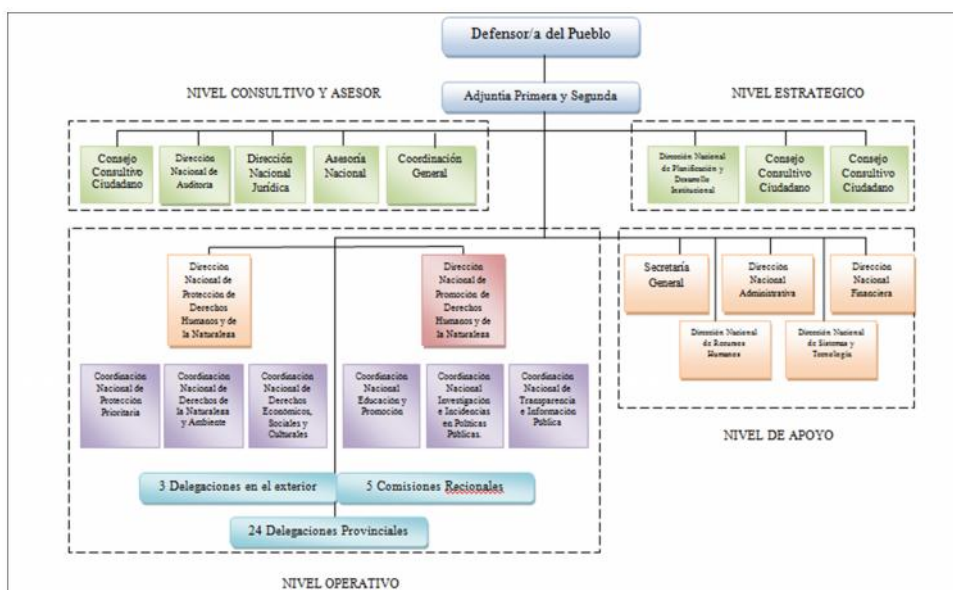 Defensor/a del Pueblo
NIVEL CONSULTIVO Y ASESOR
Adjuntía Primera y Segunda
NIVEL ESTRATEGICO
Consejo
Consultivo
Ciudadano
Dirección
Nacional de
Auditoria
Dirección
Nacional
Jurídica
Asesoría
Nacional
Coordinación
General
Dirección Nacional
de Planificación y
Desarrollo
Institucional
Consejo
Consultivo
Ciudadano
Consejo
Consultivo
Ciudadano
Dirección
Nacional de
Protección de
Derechos
Humanos y de
la Naturaleza
Dirección
Nacional de
Promoción de
Derechos
Humanos y de
la Naturaleza
Secretaría
General
Dirección
Nacional
Administrativa
Dirección
Nacional
Financiera
Dirección Nacional
de Recursos
Humanos
Dirección Nacional
de Sistemas y
Tecnología
Coordinación
Nacional de
Protección
Prioritaria
Coordinación
Nacional de
Derechos de
la Naturaleza
y Ambiente
Coordinación
Nacional de
Derechos
Económicos,
Sociales y
Culturales
Coordinación
Nacional
Educación y
Promoción
Coordinación
Nacional
Investigación
e Incidencias
en Políticas
Públicas.
Coordinación
Nacional de
Transparencia
e Información
Pública
NIVEL DE APOYO
3 Delegaciones en el exterior
5 Comisiones Recionales
24 Delegaciones Provinciales
NIVEL OPERATIVO